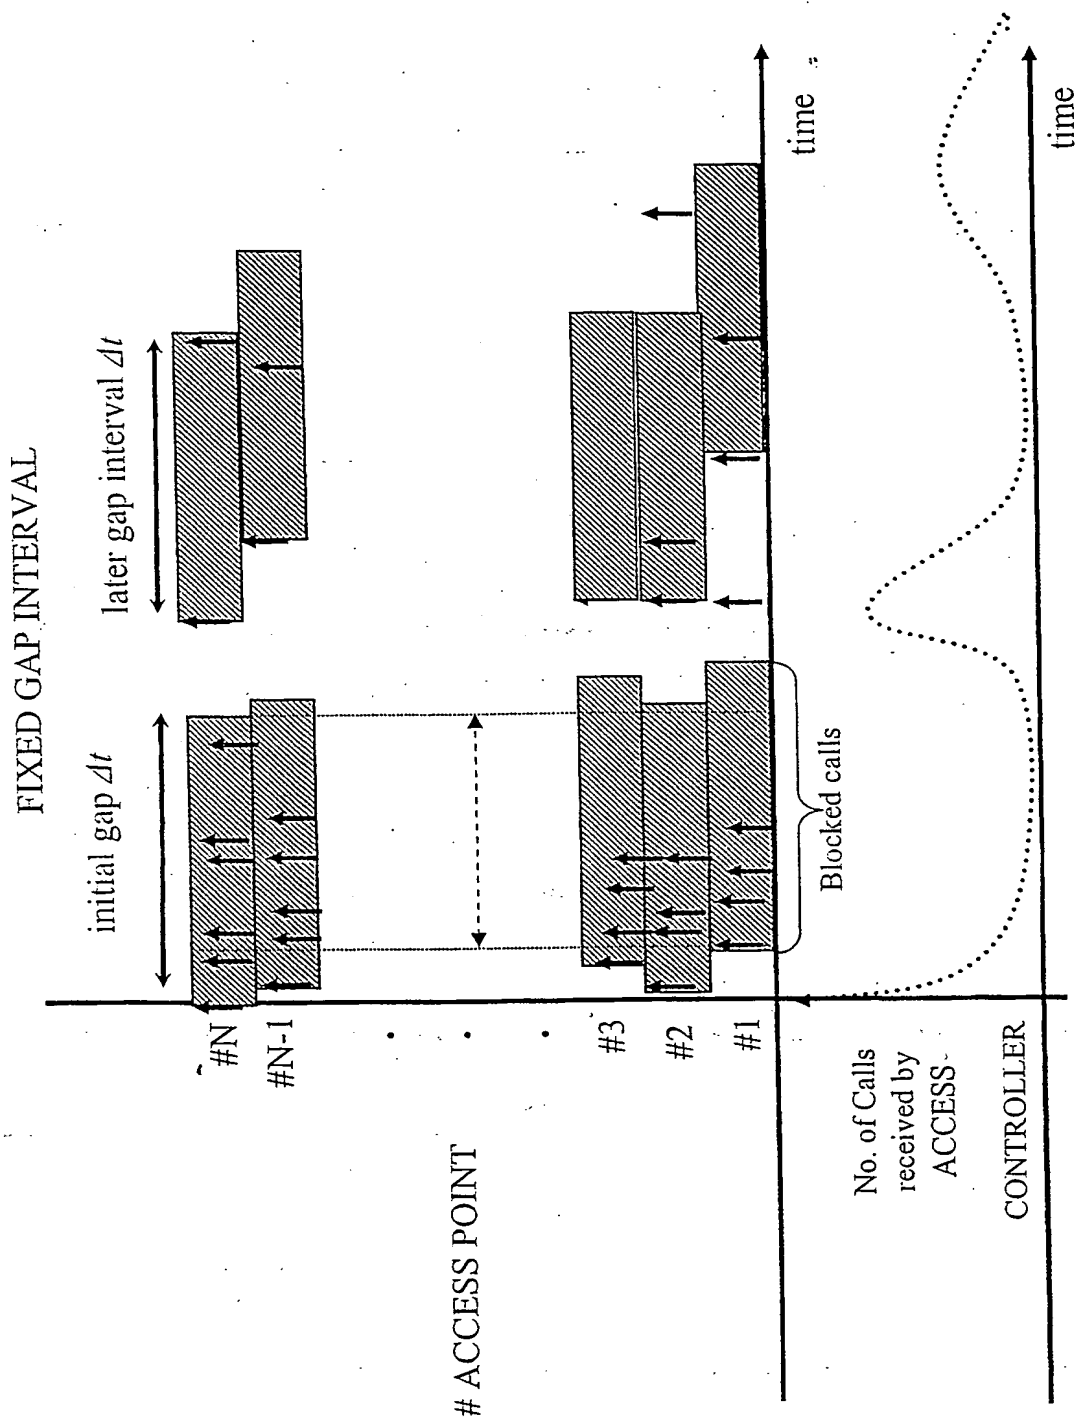 FIXED GAP INTERVAL
initial gap Δt
later gap interval Δt
#N
#N-1
. . .
#3
#2
#1
# ACCESS POINT
time
Blocked calls
No. of Calls
received by
ACCESS-
CONTROLLER
time